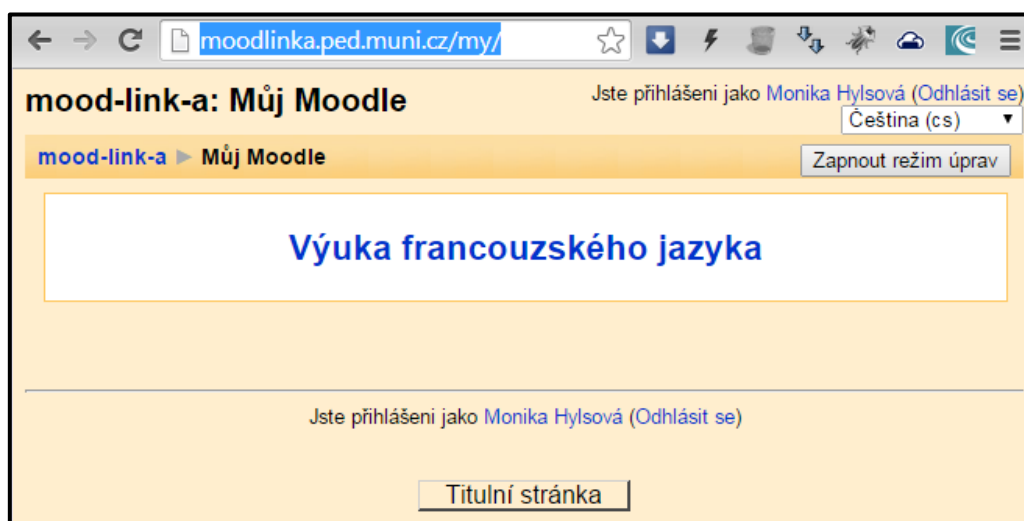 moodlinka.ped.muni.cz/my/
mood-link-a: Můj Moodle
Jste přihlášeni jako Monika Hylsová (Odhlásit se)
Čeština (cs)
mood-link-a ► Můj Moodle
Zapnout režim úprav
Výuka francouzského jazyka
Jste přihlášeni jako Monika Hylsová (Odhlásit se)
Titulní stránka